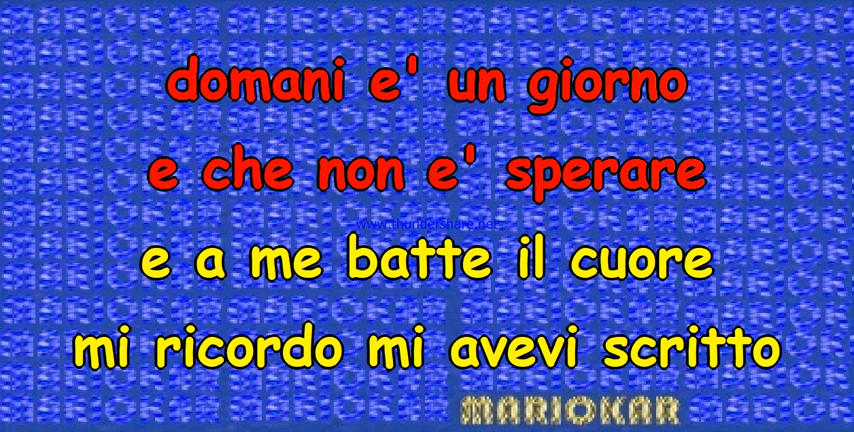 domani e' un giorno
e che non e' sperare
www.thundershare.net
e a me batte il cuore
mi ricordo mi avevi scritto
MARIOKAR